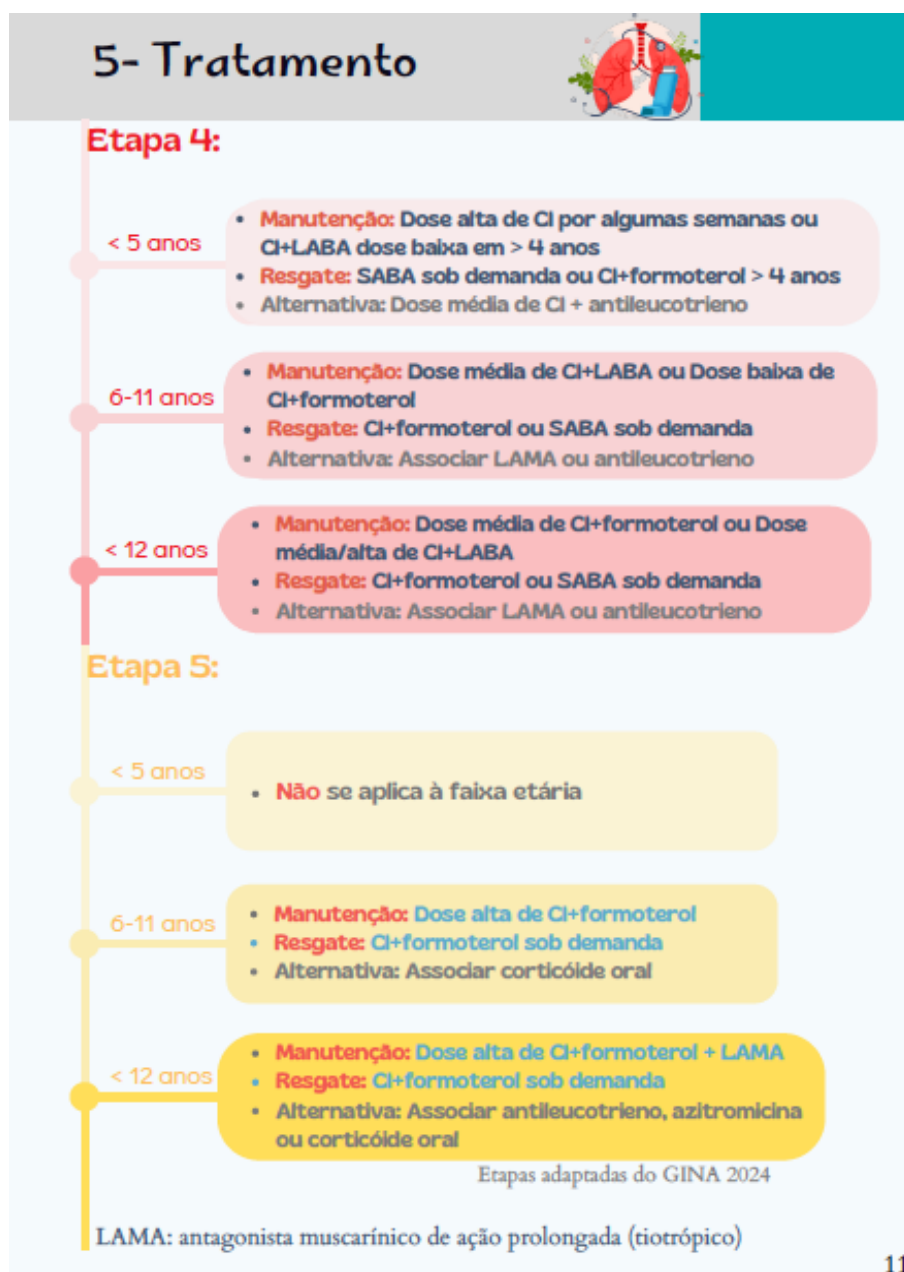 5- Tratamento
Etapa 4:
< 5 anos
• Manutenção: Dose alta de CI por algumas semanas ou
CI+LABA dose baixa em > 4 anos
• Resgate: SABA sob demanda ou CI+formoterol > 4 anos
• Alternativa: Dose média de CI + antileucotrieno
6-11 anos
• Manutenção: Dose média de CI+LABA ou Dose baixa de
CI+formoterol
• Resgate: CI+formoterol ou SABA sob demanda
• Alternativa: Associar LAMA ou antileucotrieno
< 12 anos
• Manutenção: Dose média de CI+formoterol ou Dose
média/alta de CI+LABA
• Resgate: CI+formoterol ou SABA sob demanda
• Alternativa: Associar LAMA ou antileucotrieno
Etapa 5:
< 5 anos
• Não se aplica à faixa etária
6-11 anos
• Manutenção: Dose alta de CI+formoterol
• Resgate: CI+formoterol sob demanda
• Alternativa: Associar corticóide oral
< 12 anos
• Manutenção: Dose alta de CI+formoterol + LAMA
• Resgate: CI+formoterol sob demanda
• Alternativa: Associar antileucotrieno, azitromicina
ou corticóide oral
Etapas adaptadas do GINA 2024
LAMA: antagonista muscarínico de ação prolongada (tiotrópico)
11